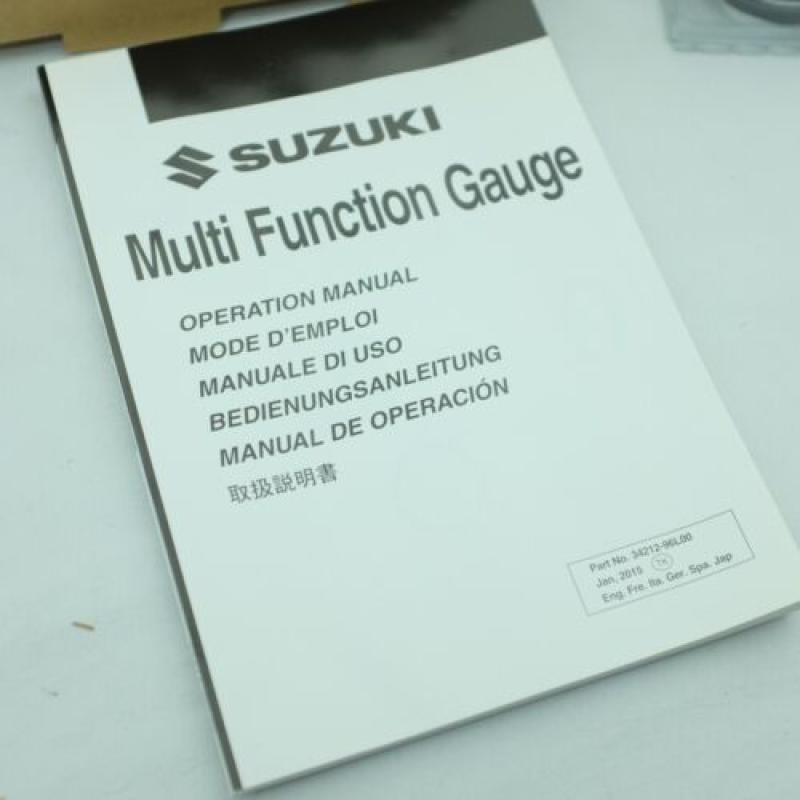 SUZUKI
Multi Function Gauge
OPERATION MANUAL
MODE D'EMPLOI
MANUALE DI USO
BEDIENUNGSANLEITUNG
MANUAL DE OPERACIÓN
取扱説明書
Part No. 34212-96L00
Jan, 2015 TK
Eng. Fre. Ita. Ger. Spa. Jap